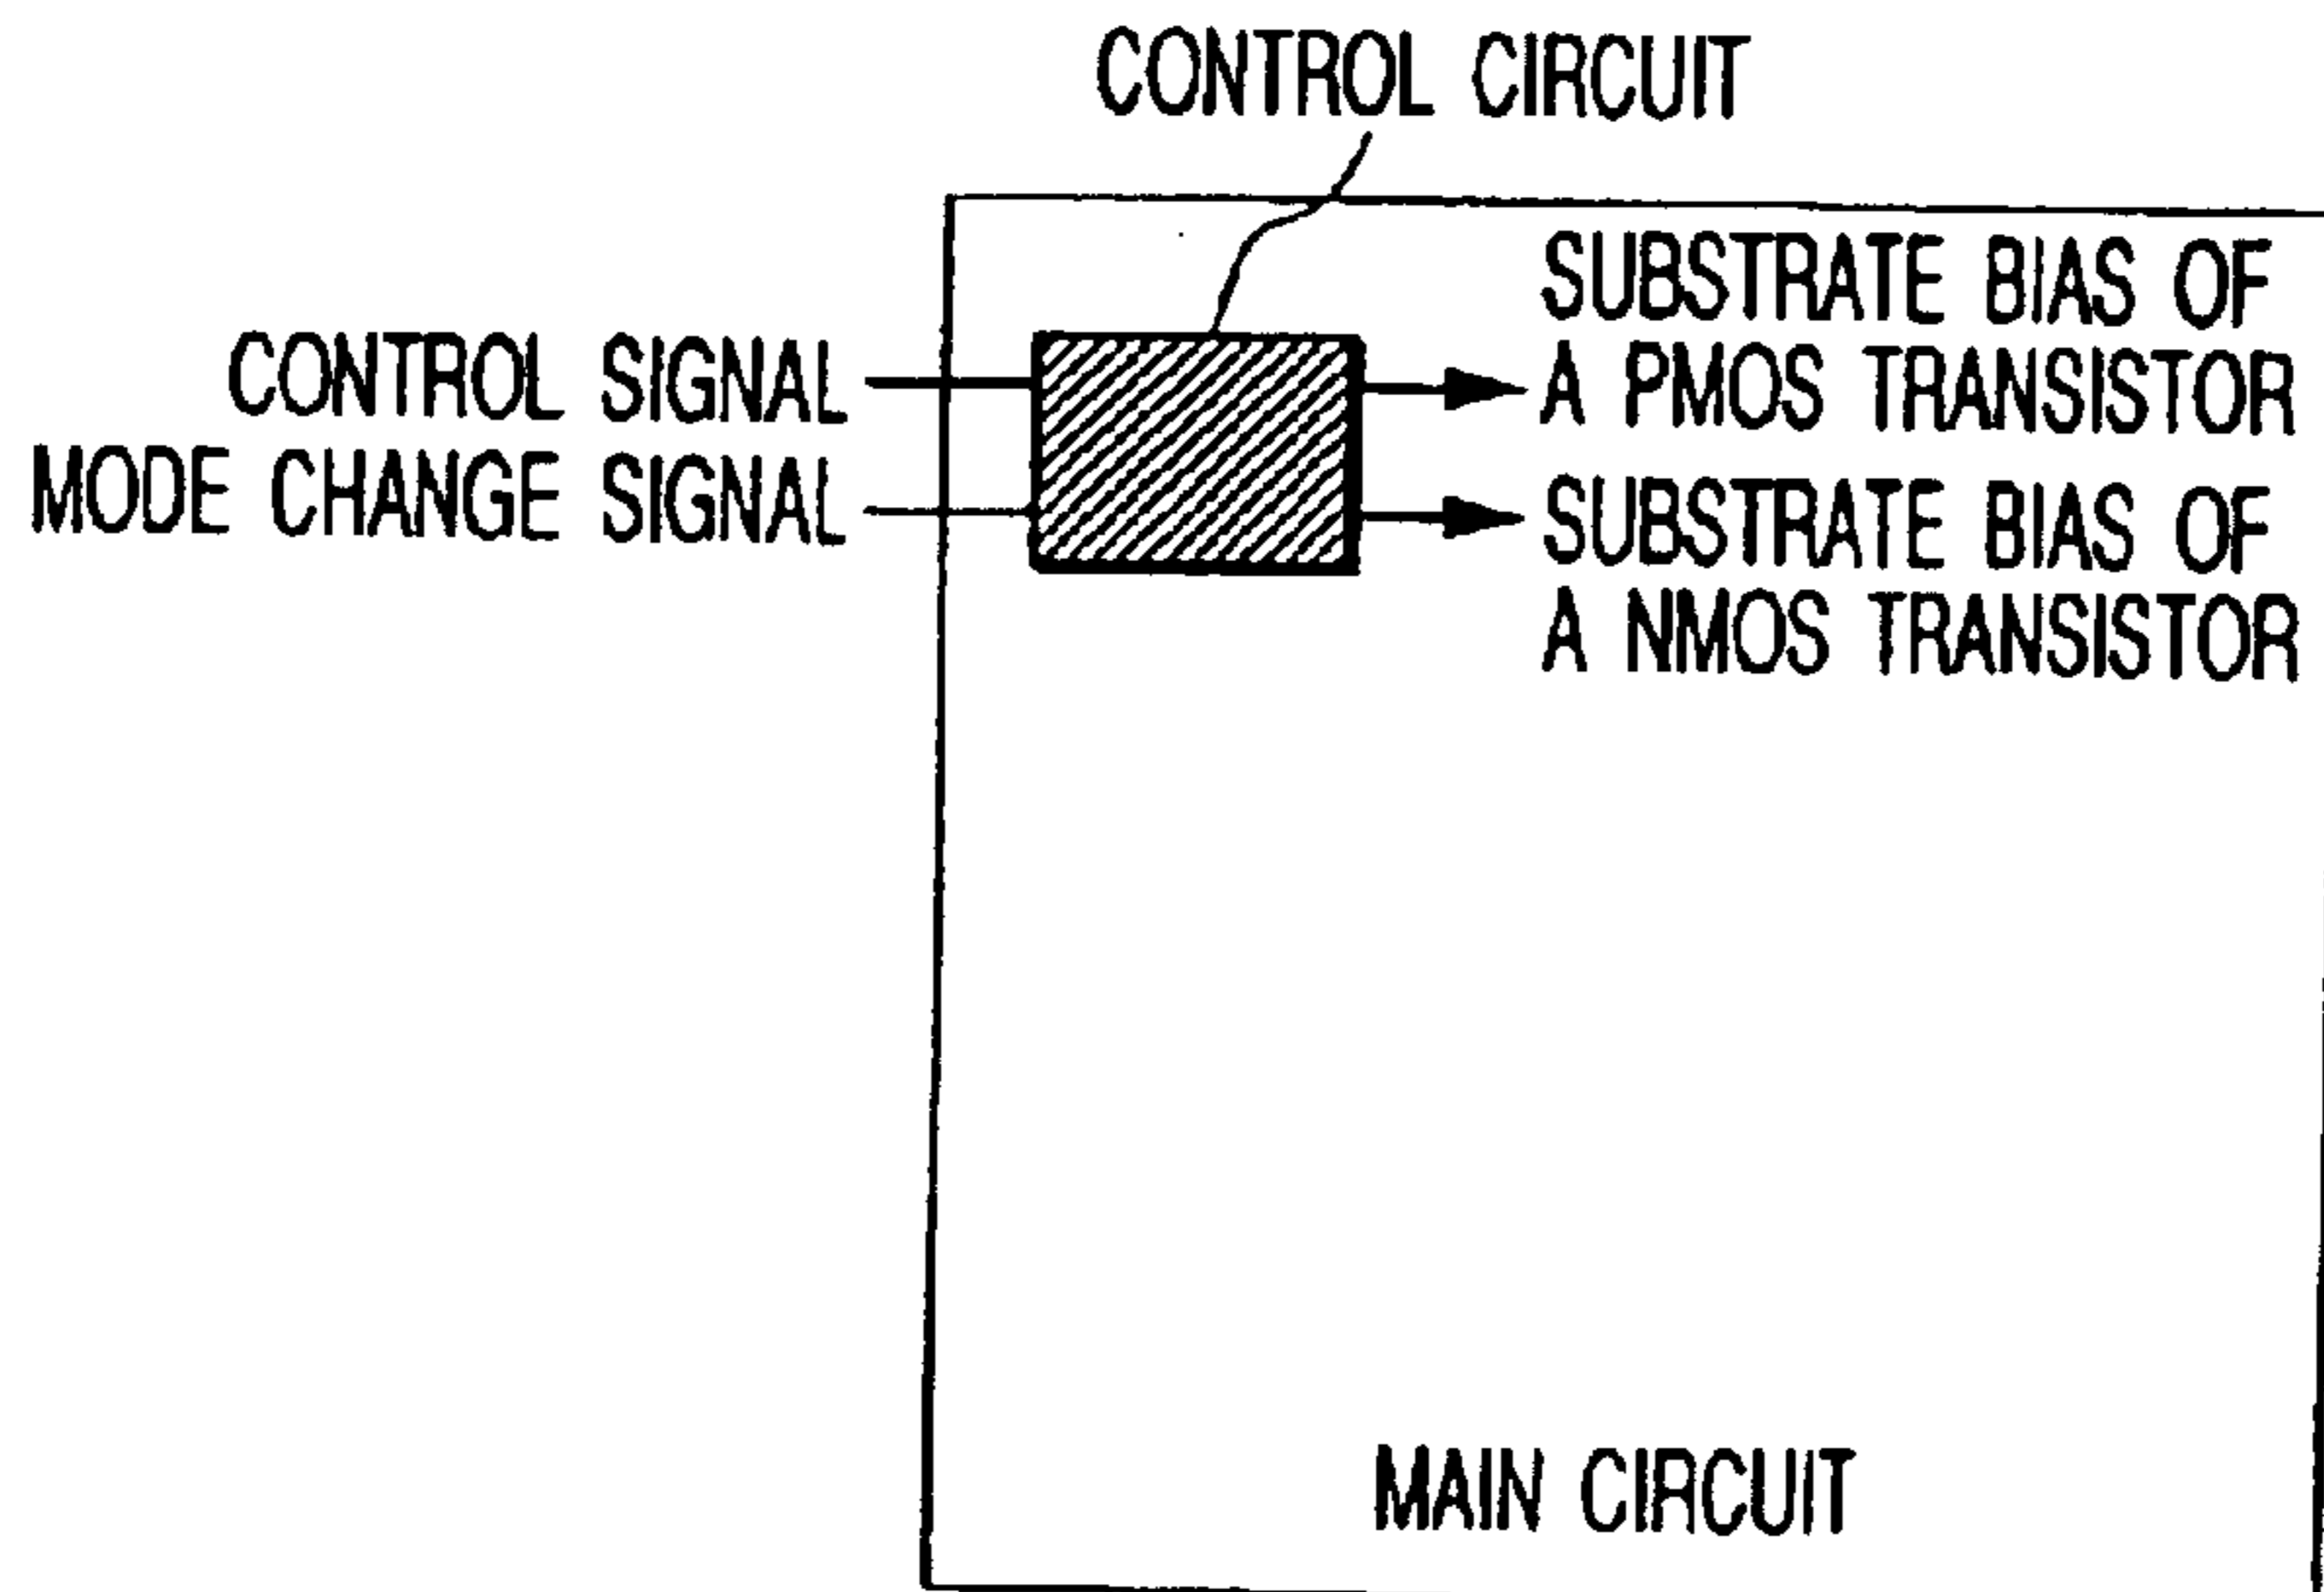 CONTROL CIRCUIT
CONTROL SIGNAL
MODE CHANGE SIGNAL
SUBSTRATE BIAS OF
A PMOS TRANSISTOR
SUBSTRATE BIAS OF
A NMOS TRANSISTOR
MAIN CIRCUIT